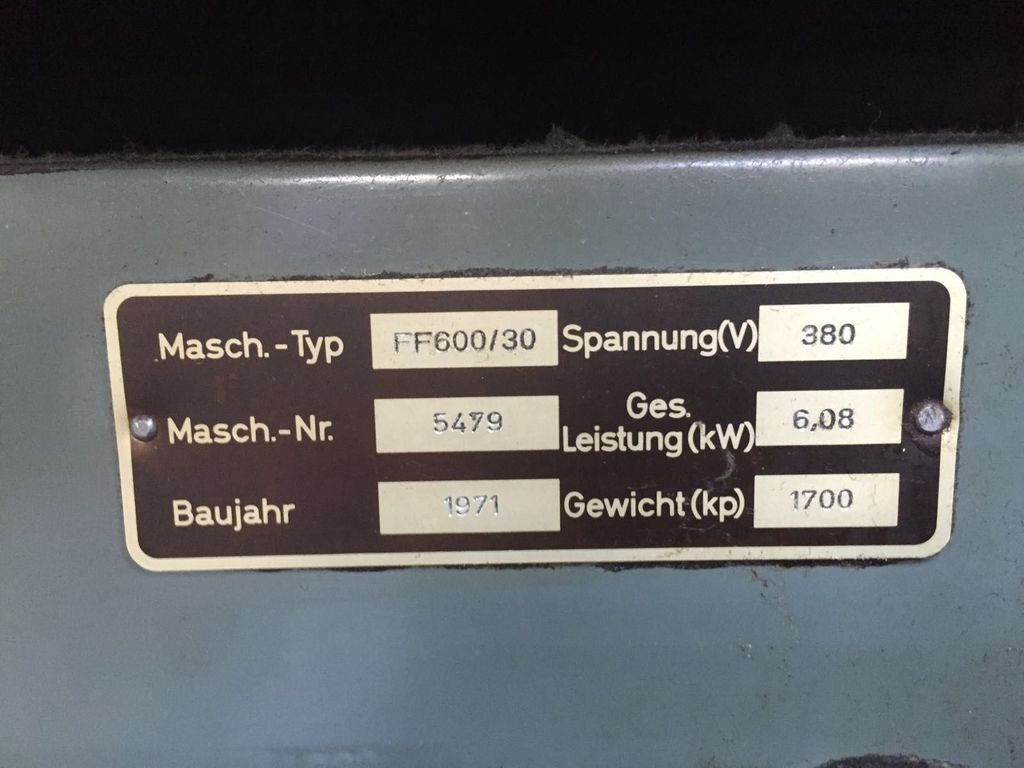 Masch.-Typ FF600/30 Spannung(V) 380
Masch.-Nr. 5479 Ges. Leistung(kW) 6,08
Baujahr 1971 Gewicht(kp) 1700